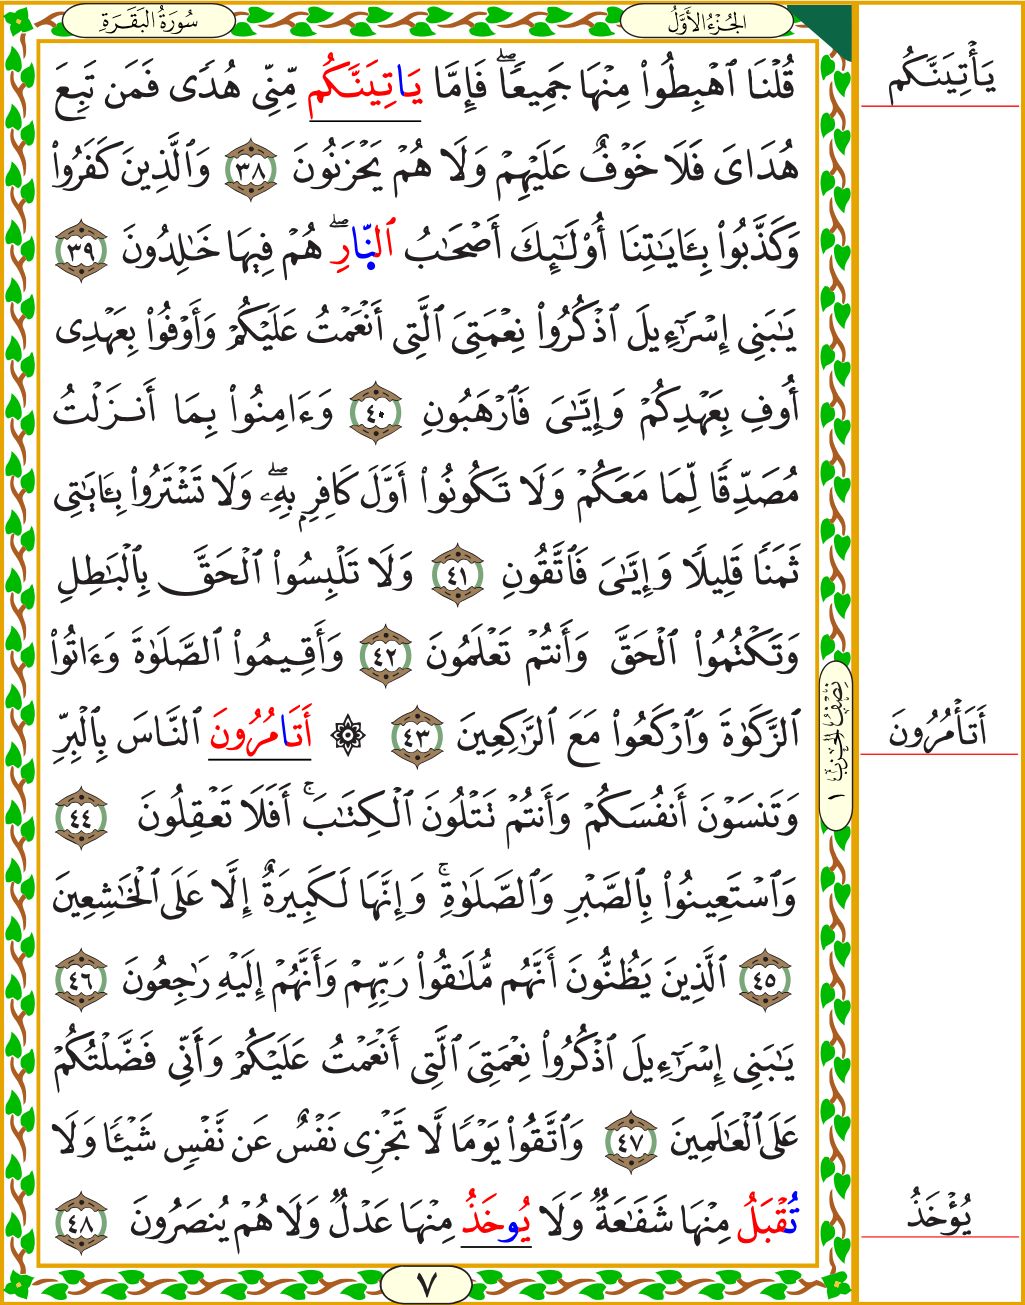 سُورَةُ البَقَرَةِ
الجُزْءُ الأَوَّلُ
قُلْنَا ٱهْبِطُواْ مِنْهَا جَمِيعًاۖ فَإِمَّا يَاتِيَنَّكُم مِّنِّي هُدًى فَمَن تَبِعَ
يَأْتِيَنَّكُم
هُدَايَ فَلَا خَوْفٌ عَلَيْهِمْ وَلَا هُمْ يَحْزَنُونَ ٣٨ وَٱلَّذِينَ كَفَرُواْ
وَكَذَّبُواْ بِـَٔايَٰتِنَا أُوْلَٰٓئِكَ أَصْحَٰبُ ٱلنّ۪ارِۖ هُمْ فِيهَا خَٰلِدُونَ ٣٩
يَٰبَنِي إِسْرَٰٓءِيلَ ٱذْكُرُواْ نِعْمَتِيَ ٱلَّتِي أَنْعَمْتُ عَلَيْكُمْ وَأَوْفُواْ بِعَهْدِي
أُوفِ بِعَهْدِكُمْ وَإِيَّٰيَ فَٱرْهَبُونِ ٤٠ وَءَامِنُواْ بِمَا أَنزَلْتُ
مُصَدِّقًا لِّمَا مَعَكُمْ وَلَا تَكُونُواْ أَوَّلَ كَافِرِۭ بِهِۦۖ وَلَا تَشْتَرُواْ بِـَٔايَٰتِي
ثَمَنًا قَلِيلًا وَإِيَّٰيَ فَٱتَّقُونِ ٤١ وَلَا تَلْبِسُواْ ٱلْحَقَّ بِٱلْبَٰطِلِ
وَتَكْتُمُواْ ٱلْحَقَّ وَأَنتُمْ تَعْلَمُونَ ٤٢ وَأَقِيمُواْ ٱلصَّلَوٰةَ وَءَاتُواْ
ٱلزَّكَوٰةَ وَٱرْكَعُواْ مَعَ ٱلرَّٰكِعِينَ ٤٣ ۞ أَتَامُرُونَ ٱلنَّاسَ بِٱلْبِرِّ
نِصْفُ الحِزْبِ ١
أَتَأْمُرُونَ
وَتَنسَوْنَ أَنفُسَكُمْ وَأَنتُمْ تَتْلُونَ ٱلْكِتَٰبَۚ أَفَلَا تَعْقِلُونَ ٤٤
وَٱسْتَعِينُواْ بِٱلصَّبْرِ وَٱلصَّلَوٰةِۚ وَإِنَّهَا لَكَبِيرَةٌ إِلَّا عَلَى ٱلْخَٰشِعِينَ
٤٥ ٱلَّذِينَ يَظُنُّونَ أَنَّهُم مُّلَٰقُواْ رَبِّهِمْ وَأَنَّهُمْ إِلَيْهِ رَٰجِعُونَ ٤٦
يَٰبَنِي إِسْرَٰٓءِيلَ ٱذْكُرُواْ نِعْمَتِيَ ٱلَّتِي أَنْعَمْتُ عَلَيْكُمْ وَأَنِّي فَضَّلْتُكُمْ
عَلَى ٱلْعَٰلَمِينَ ٤٧ وَٱتَّقُواْ يَوْمًا لَّا تَجْزِي نَفْسٌ عَن نَّفْسٍ شَيْـًٔا وَلَا
تُقْبَلُ مِنْهَا شَفَٰعَةٌ وَلَا يُوخَذُ مِنْهَا عَدْلٌ وَلَا هُمْ يُنصَرُونَ ٤٨
يُؤْخَذُ
٧